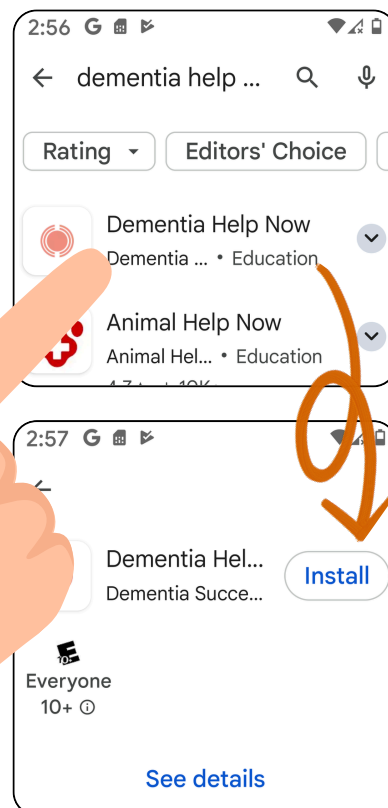 2:56 G
dementia help ...
Rating
Editors' Choice
Dementia Help Now
Dementia ... • Education
Animal Help Now
Animal Hel... • Education
2:57 G
Dementia Hel...
Install
Dementia Succe...
E
Everyone
10+
See details